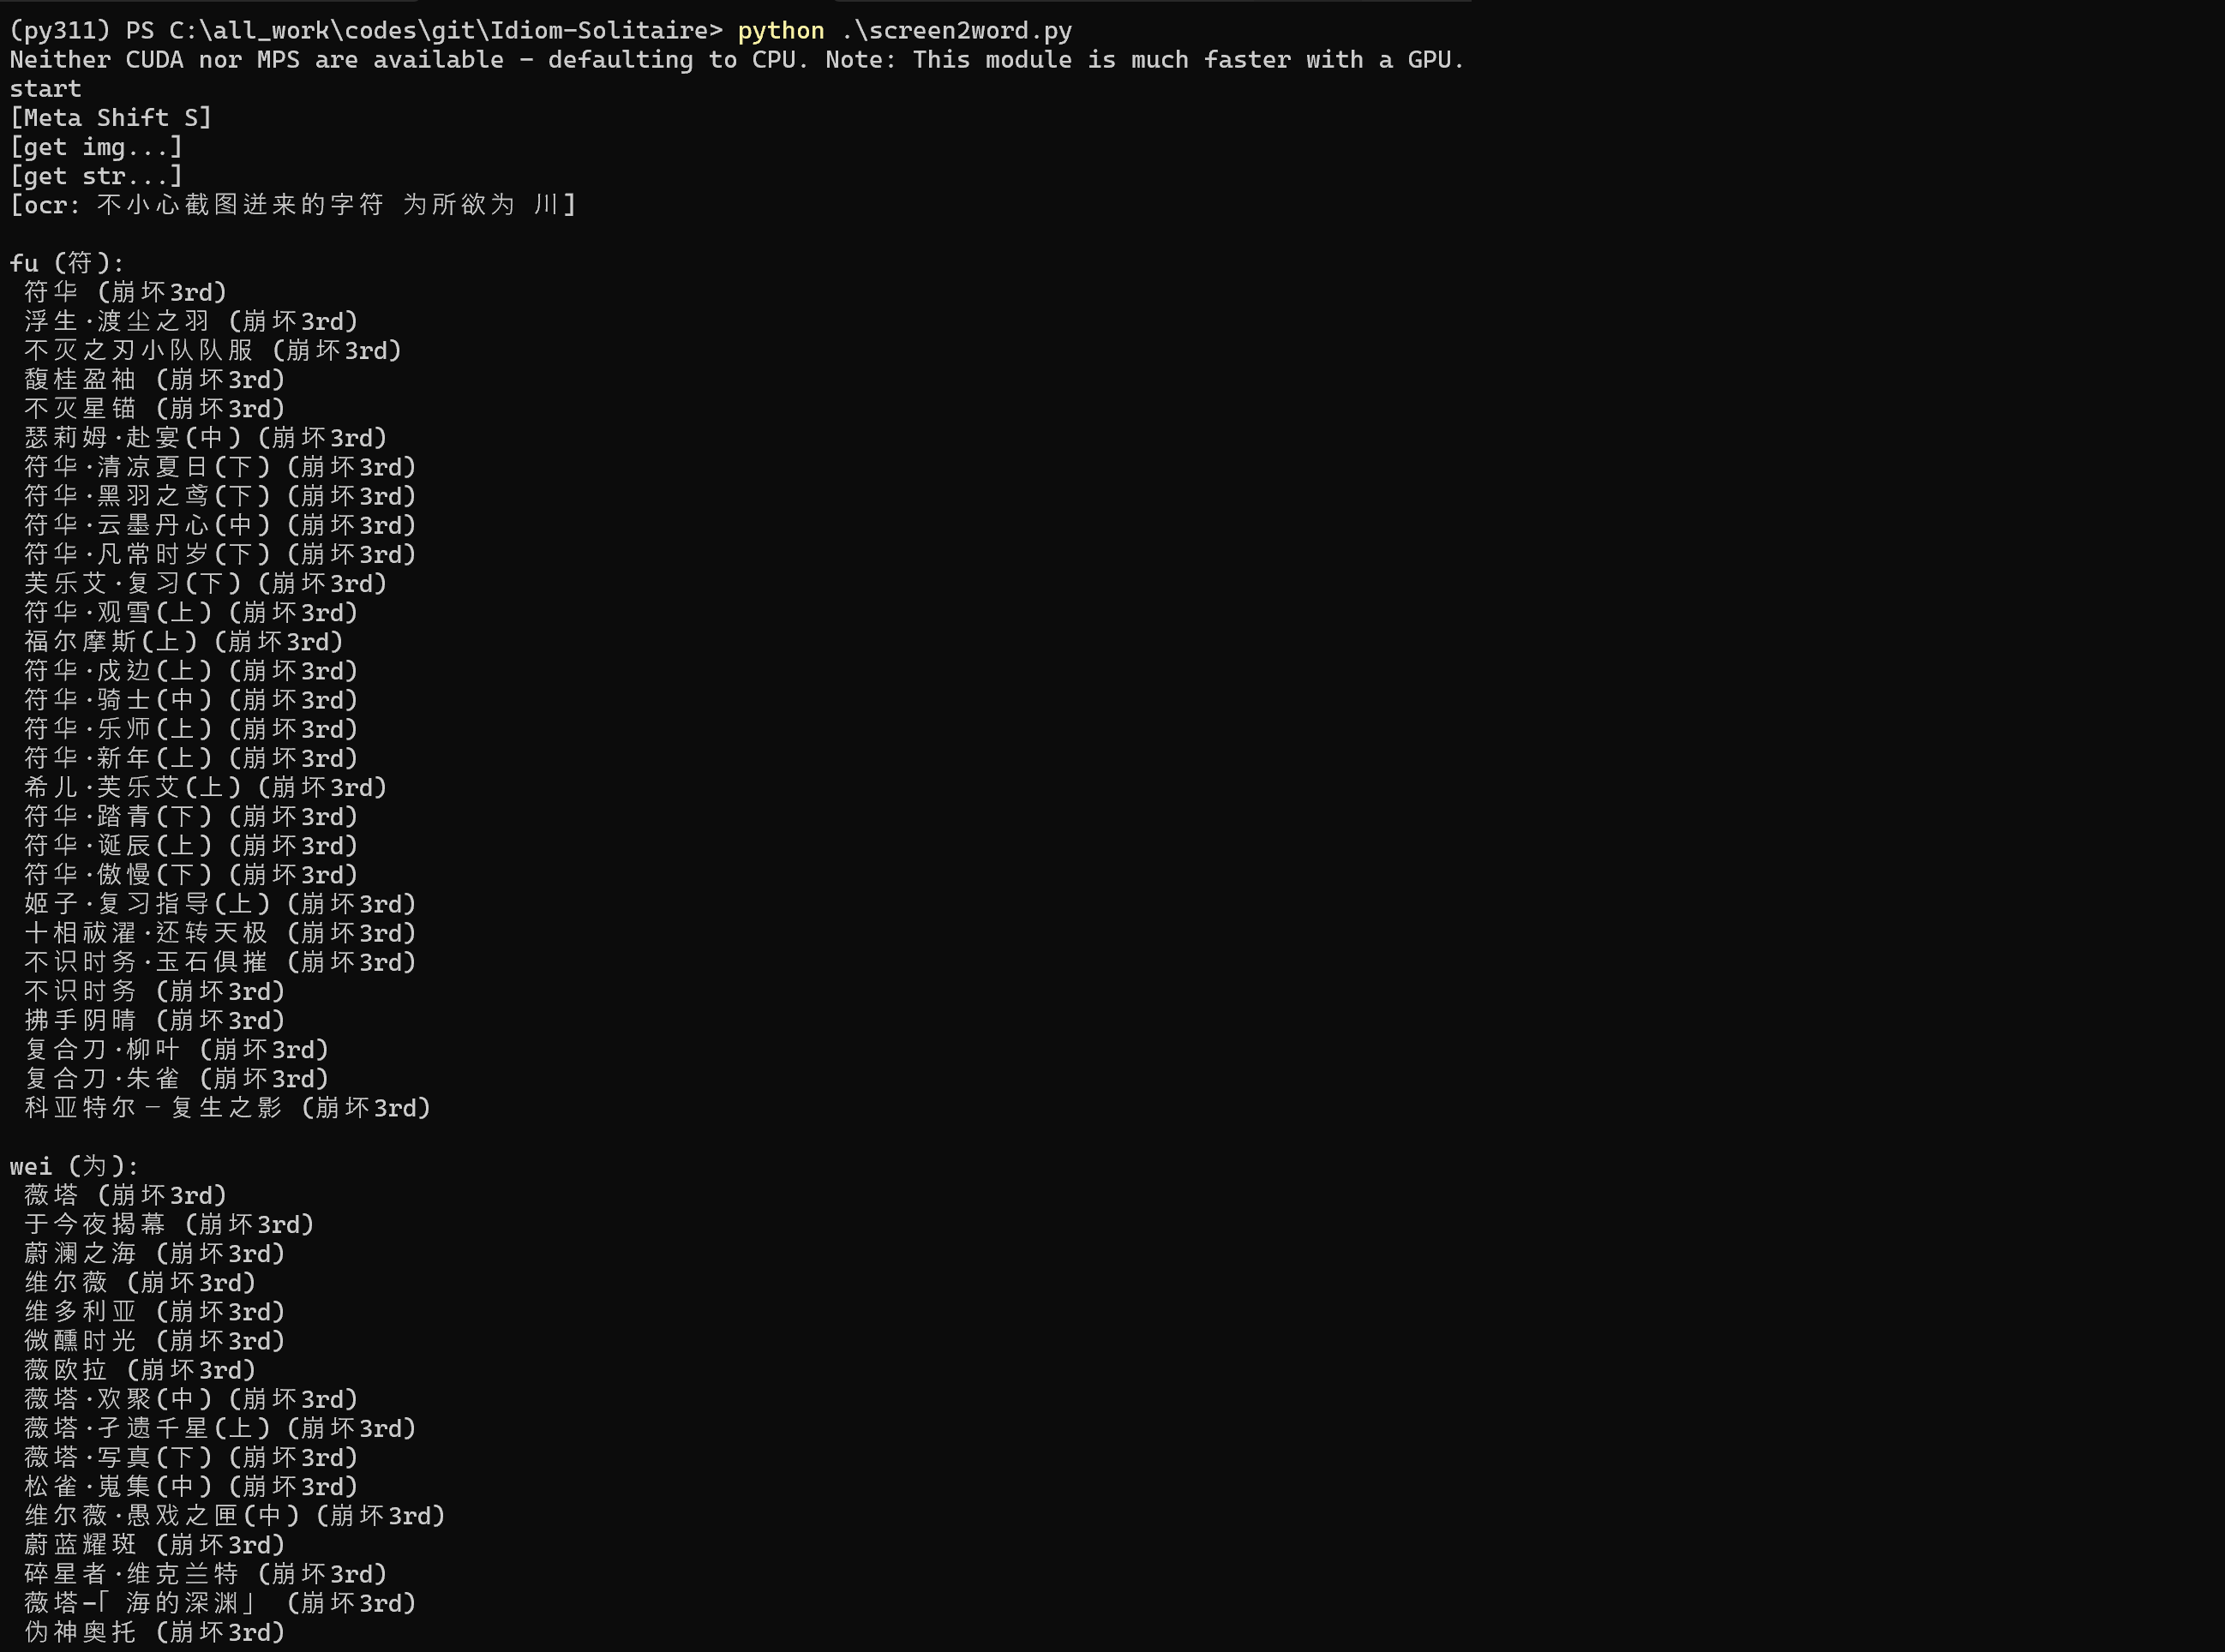 (py311) PS C:\all_work\codes\git\Idiom-Solitaire> python .\screen2word.py
Neither CUDA nor MPS are available - defaulting to CPU. Note: This module is much faster with a GPU.
start
[Meta Shift S]
[get img...]
[get str...]
[ocr: 不小心截图迸来的字符 为所欲为 川]
fu (符):
符华 (崩坏3rd)
浮生·渡尘之羽 (崩坏3rd)
不灭之刃小队队服 (崩坏3rd)
馥桂盈袖 (崩坏3rd)
不灭星锚 (崩坏3rd)
瑟莉姆·赴宴(中) (崩坏3rd)
符华·清凉夏日(下) (崩坏3rd)
符华·黑羽之鸢(下) (崩坏3rd)
符华·云墨丹心(中) (崩坏3rd)
符华·凡常时岁(下) (崩坏3rd)
芙乐艾·复习(下) (崩坏3rd)
符华·观雪(上) (崩坏3rd)
福尔摩斯(上) (崩坏3rd)
符华·戍边(上) (崩坏3rd)
符华·骑士(中) (崩坏3rd)
符华·乐师(上) (崩坏3rd)
符华·新年(上) (崩坏3rd)
希儿·芙乐艾(上) (崩坏3rd)
符华·踏青(下) (崩坏3rd)
符华·诞辰(上) (崩坏3rd)
符华·傲慢(下) (崩坏3rd)
姬子·复习指导(上) (崩坏3rd)
十相祓濯·还转天极 (崩坏3rd)
不识时务·玉石俱摧 (崩坏3rd)
不识时务 (崩坏3rd)
拂手阴晴 (崩坏3rd)
复合刀·柳叶 (崩坏3rd)
复合刀·朱雀 (崩坏3rd)
科亚特尔－复生之影 (崩坏3rd)
wei (为):
薇塔 (崩坏3rd)
于今夜揭幕 (崩坏3rd)
蔚澜之海 (崩坏3rd)
维尔薇 (崩坏3rd)
维多利亚 (崩坏3rd)
微醺时光 (崩坏3rd)
薇欧拉 (崩坏3rd)
薇塔·欢聚(中) (崩坏3rd)
薇塔·孑遗千星(上) (崩坏3rd)
薇塔·写真(下) (崩坏3rd)
松雀·嵬集(中) (崩坏3rd)
维尔薇·愚戏之匣(中) (崩坏3rd)
蔚蓝耀斑 (崩坏3rd)
碎星者·维克兰特 (崩坏3rd)
薇塔-「海的深渊」 (崩坏3rd)
伪神奥托 (崩坏3rd)